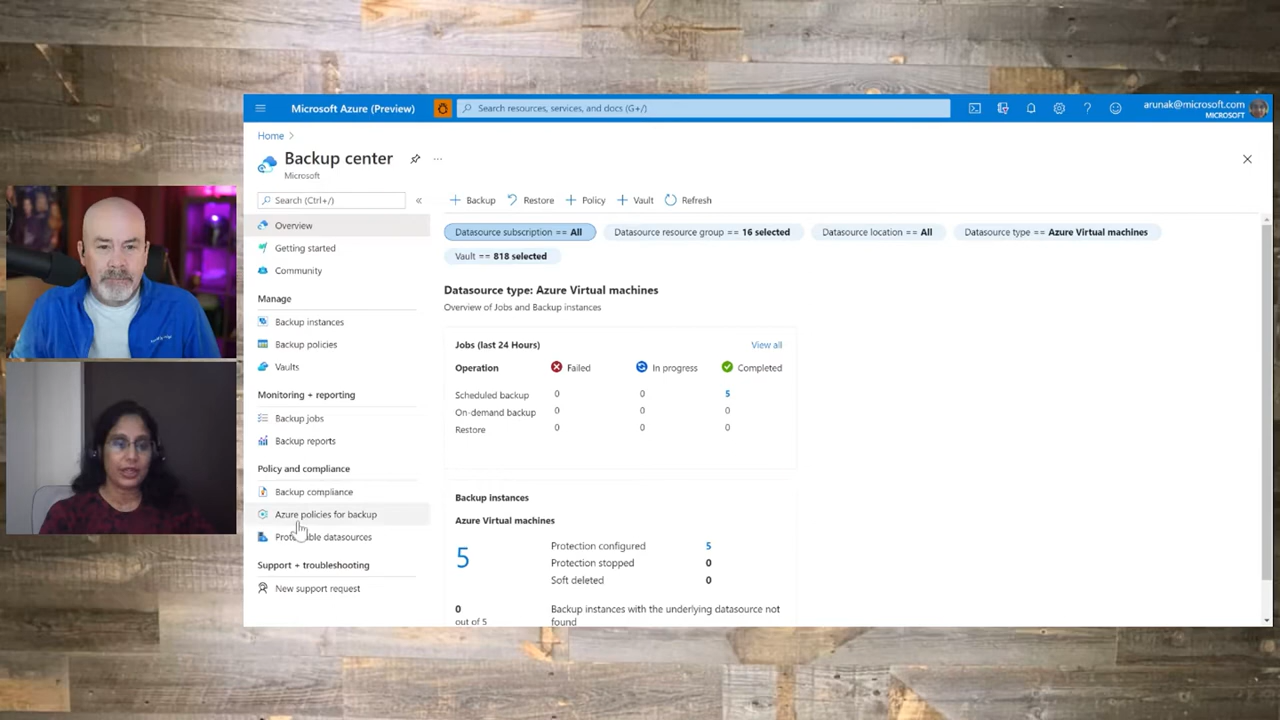 Microsoft Azure (Preview)
Search resources, services, and docs (G+/)
arunak@microsoft.com
MICROSOFT
Home
Backup center
Microsoft
Search (Ctrl+/)
Overview
Getting started
Community
Manage
Backup instances
Backup policies
Vaults
Monitoring + reporting
Backup jobs
Backup reports
Policy and compliance
Backup compliance
Azure policies for backup
datasources
Support + troubleshooting
New support request
Backup Restore Policy Vault Refresh
Datasource subscription == All Datasource resource group == 16 selected Datasource location == All Datasource type == Azure Virtual machines
Vault == 818 selected
Datasource type: Azure Virtual machines
Overview of Jobs and Backup instances
Jobs (last 24 Hours) View all
Operation Failed In progress Completed
Scheduled backup 0 0 5
On-demand backup 0 0 0
Restore 0 0 0
Backup instances
Azure Virtual machines
5
Protection configured 5
Protection stopped 0
Soft deleted 0
0 Backup instances with the underlying datasource not
out of 5 found